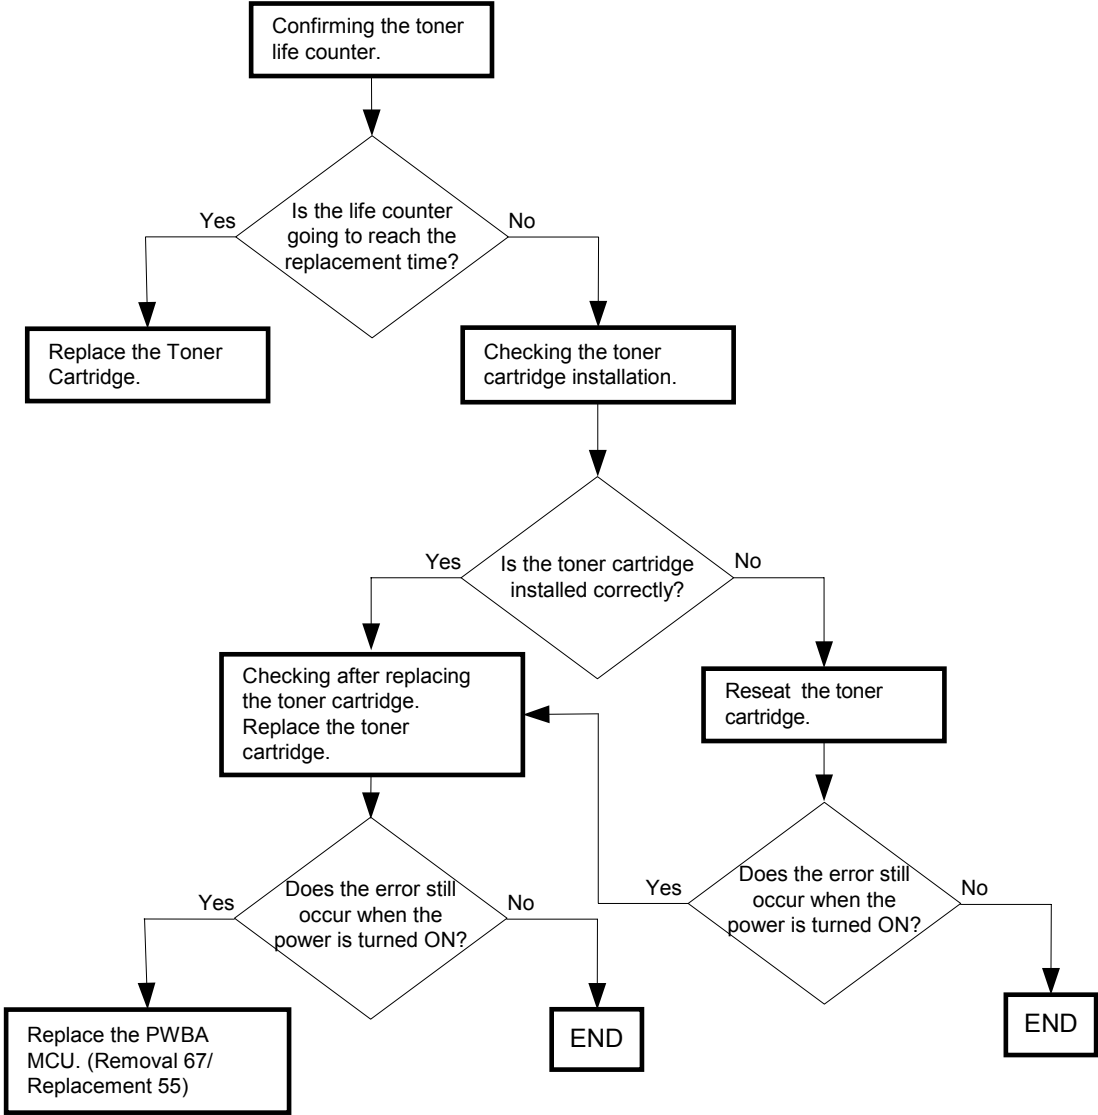 Confirming the toner
life counter.
Is the life counter
going to reach the
replacement time?
Yes
No
Replace the Toner
Cartridge.
Checking the toner
cartridge installation.
Is the toner cartridge
installed correctly?
Yes
No
Checking after replacing
the toner cartridge.
Replace the toner
cartridge.
Reseat the toner
cartridge.
Does the error still
occur when the
power is turned ON?
Yes
No
Does the error still
occur when the
power is turned ON?
Yes
No
Replace the PWBA
MCU. (Removal 67/
Replacement 55)
END
END